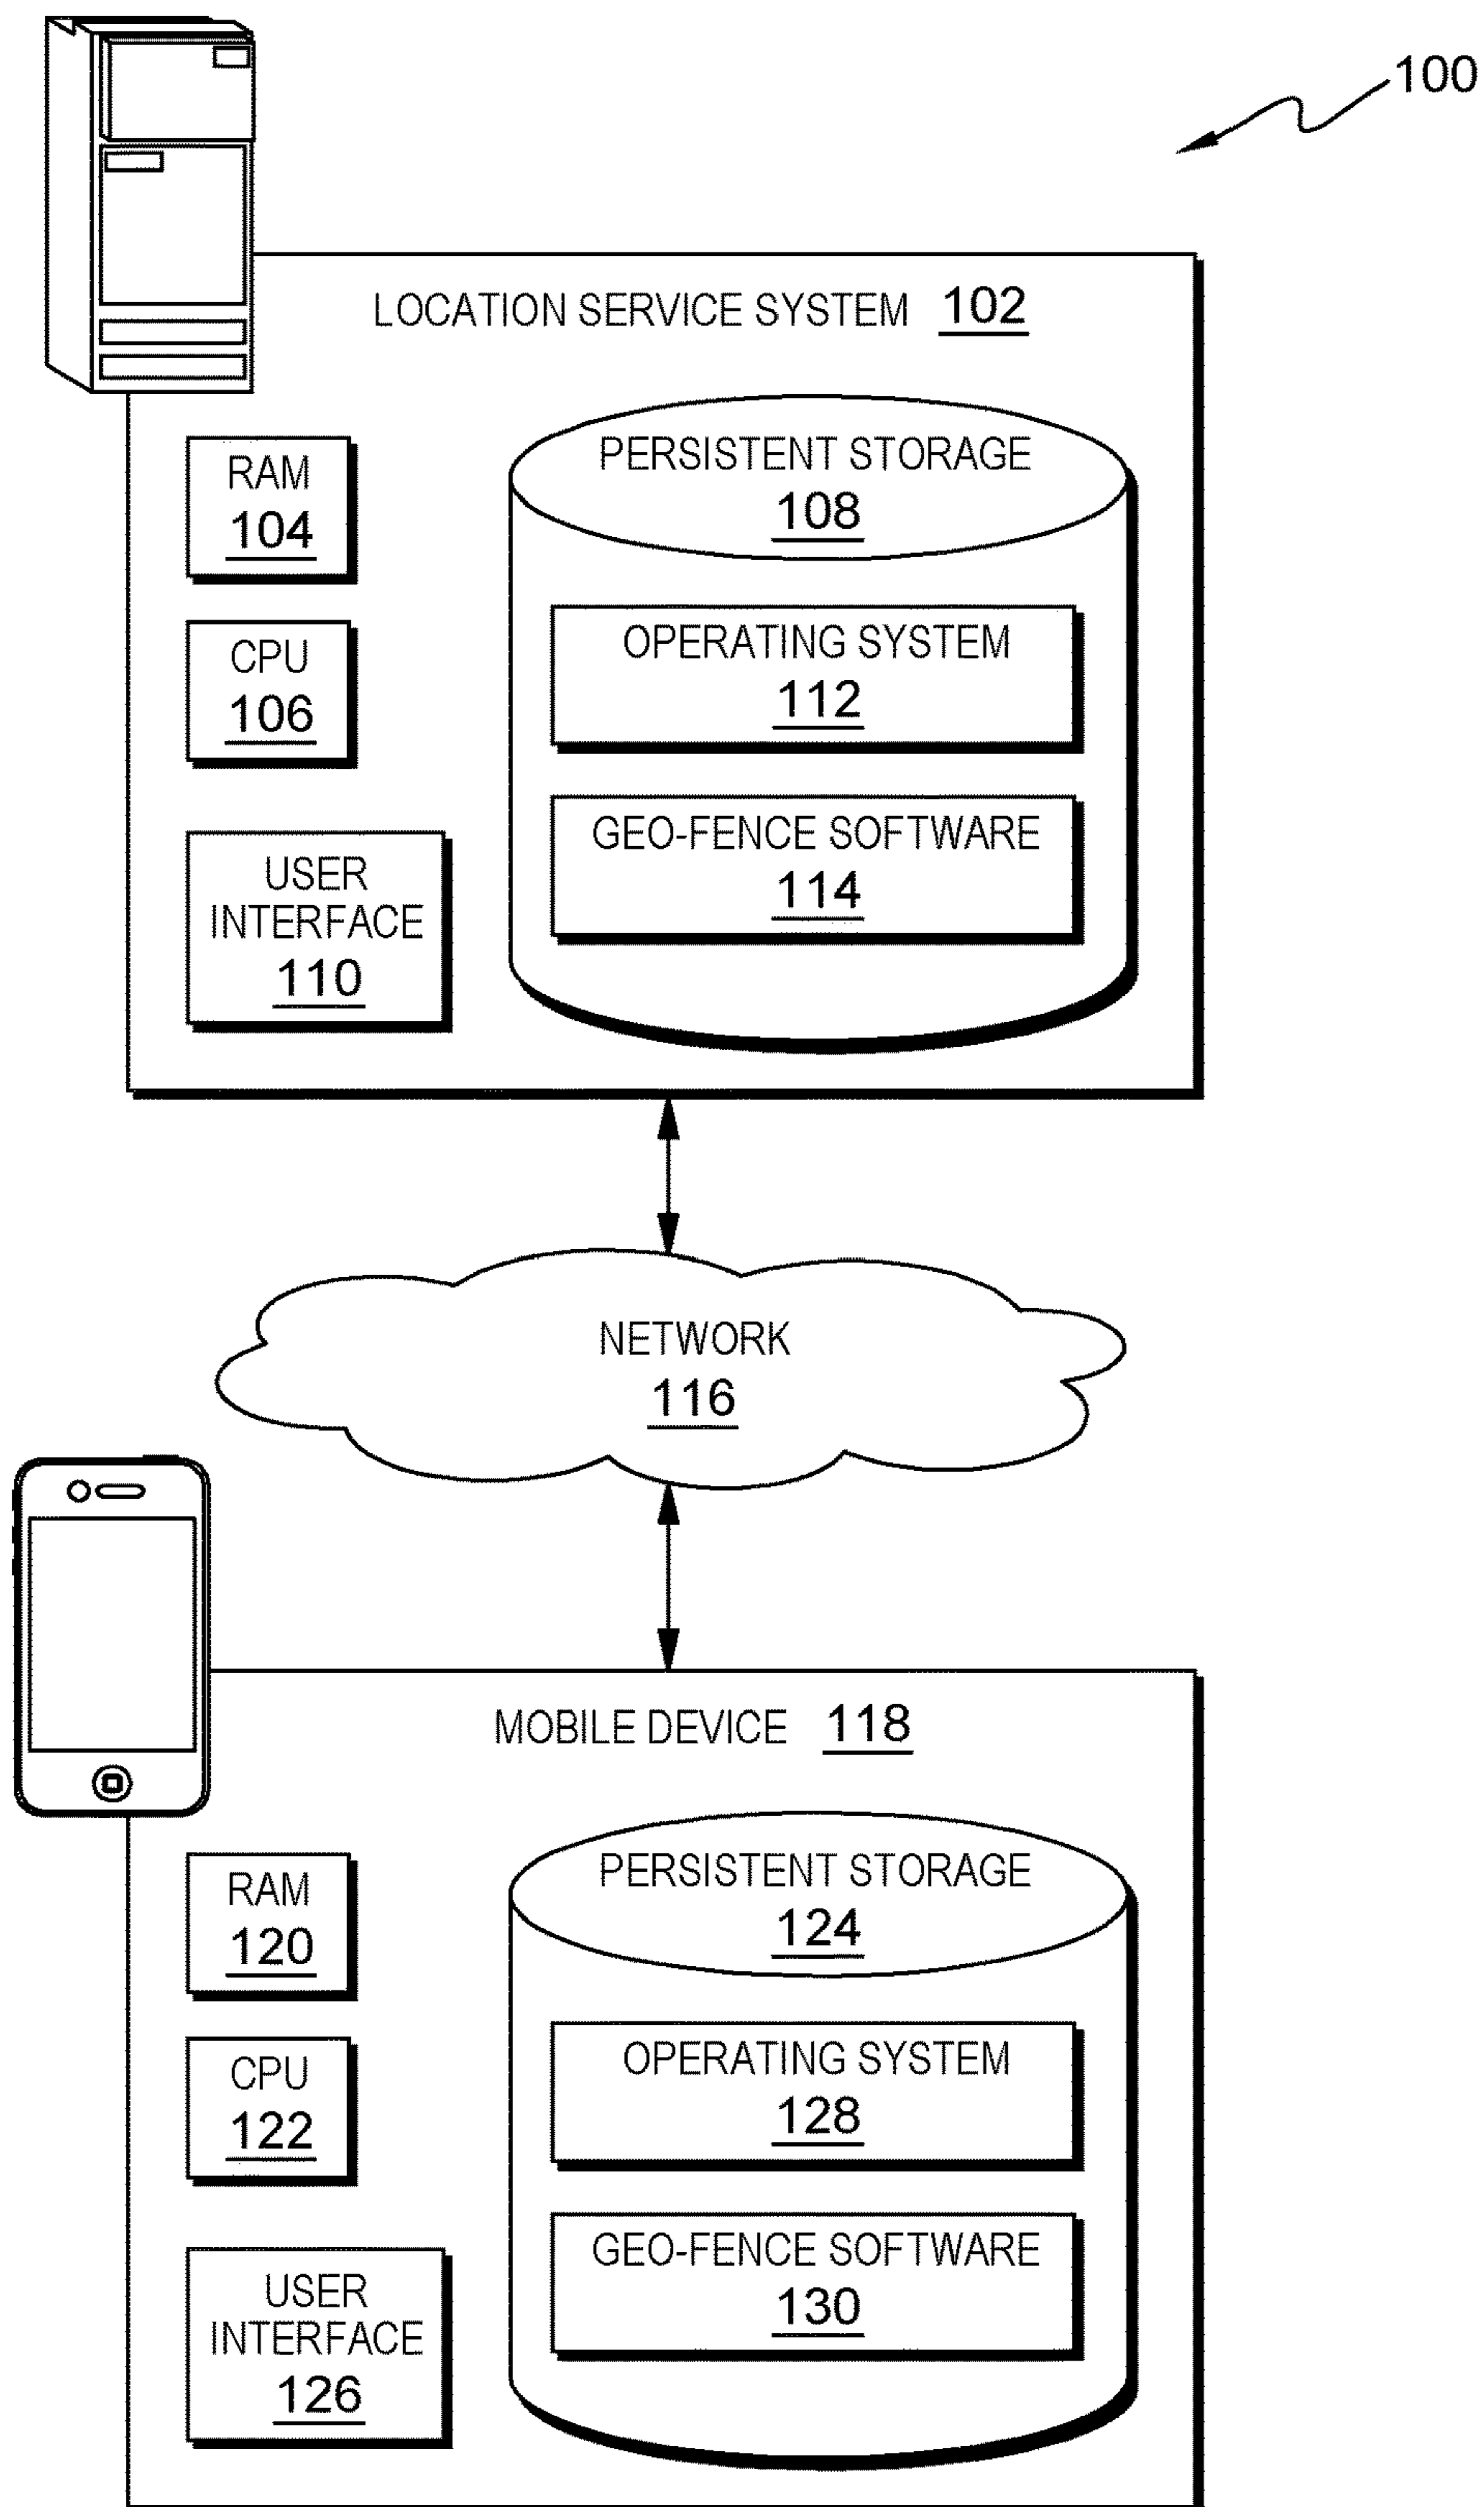 100
LOCATION SERVICE SYSTEM 102
RAM
104
CPU
106
USER
INTERFACE
110
PERSISTENT STORAGE
108
OPERATING SYSTEM
112
GEO-FENCE SOFTWARE
114
NETWORK
116
MOBILE DEVICE 118
RAM
120
CPU
122
USER
INTERFACE
126
PERSISTENT STORAGE
124
OPERATING SYSTEM
128
GEO-FENCE SOFTWARE
130